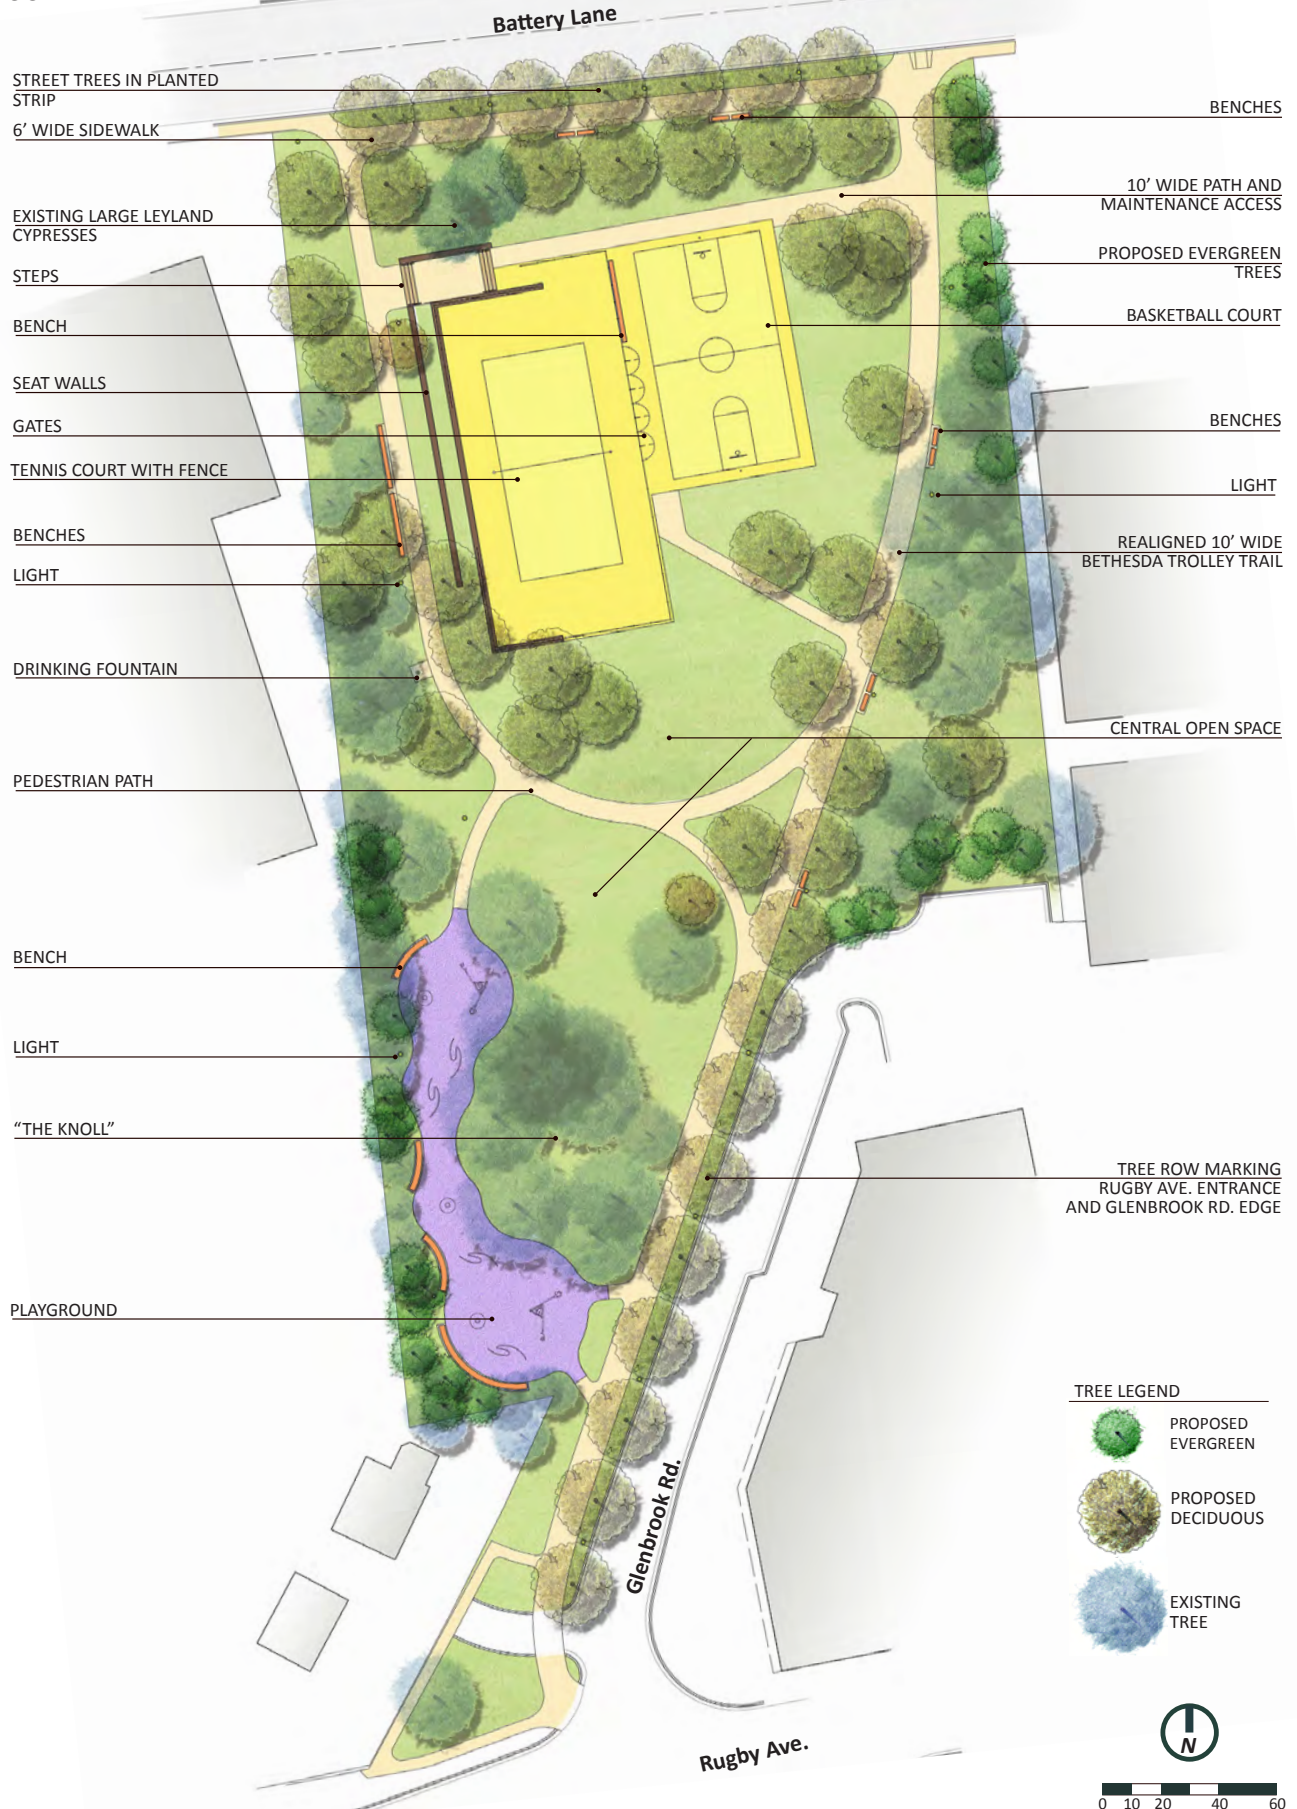 Battery Lane
STREET TREES IN PLANTED
STRIP
6’ WIDE SIDEWALK
EXISTING LARGE LEYLAND
CYPRESSES
STEPS
BENCH
SEAT WALLS
GATES
TENNIS COURT WITH FENCE
BENCHES
LIGHT
DRINKING FOUNTAIN
PEDESTRIAN PATH
BENCH
LIGHT
“THE KNOLL”
PLAYGROUND
BENCHES
10’ WIDE PATH AND
MAINTENANCE ACCESS
PROPOSED EVERGREEN
TREES
BASKETBALL COURT
BENCHES
LIGHT
REALIGNED 10’ WIDE
BETHESDA TROLLEY TRAIL
CENTRAL OPEN SPACE
TREE ROW MARKING
RUGBY AVE. ENTRANCE
AND GLENBROOK RD. EDGE
Glenbrook Rd.
Rugby Ave.
TREE LEGEND
PROPOSED
EVERGREEN
PROPOSED
DECIDUOUS
EXISTING
TREE
N
0 10 20 40 60